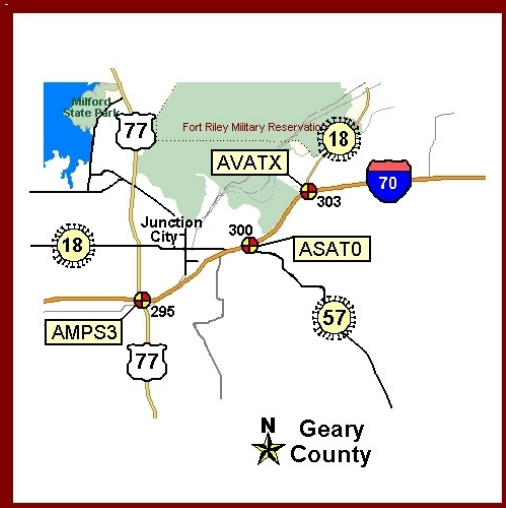 Milford
State Park
77
Fort Riley Military Reservation
18
AVATX
70
303
Junction
City
300
18
ASAT0
295
57
AMPS3
77
N
Geary
County